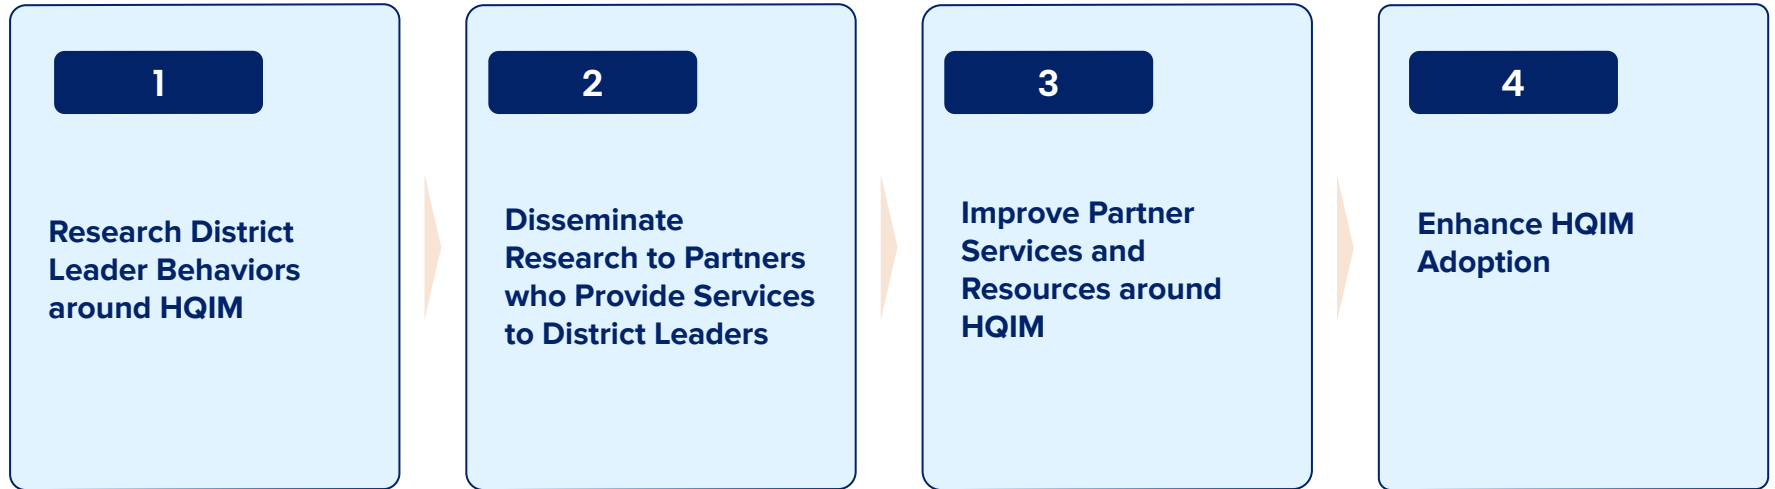 1
Research District
Leader Behaviors
around HQIM
2
Disseminate
Research to Partners
who Provide Services
to District Leaders
3
Improve Partner
Services and
Resources around
HQIM
4
Enhance HQIM
Adoption